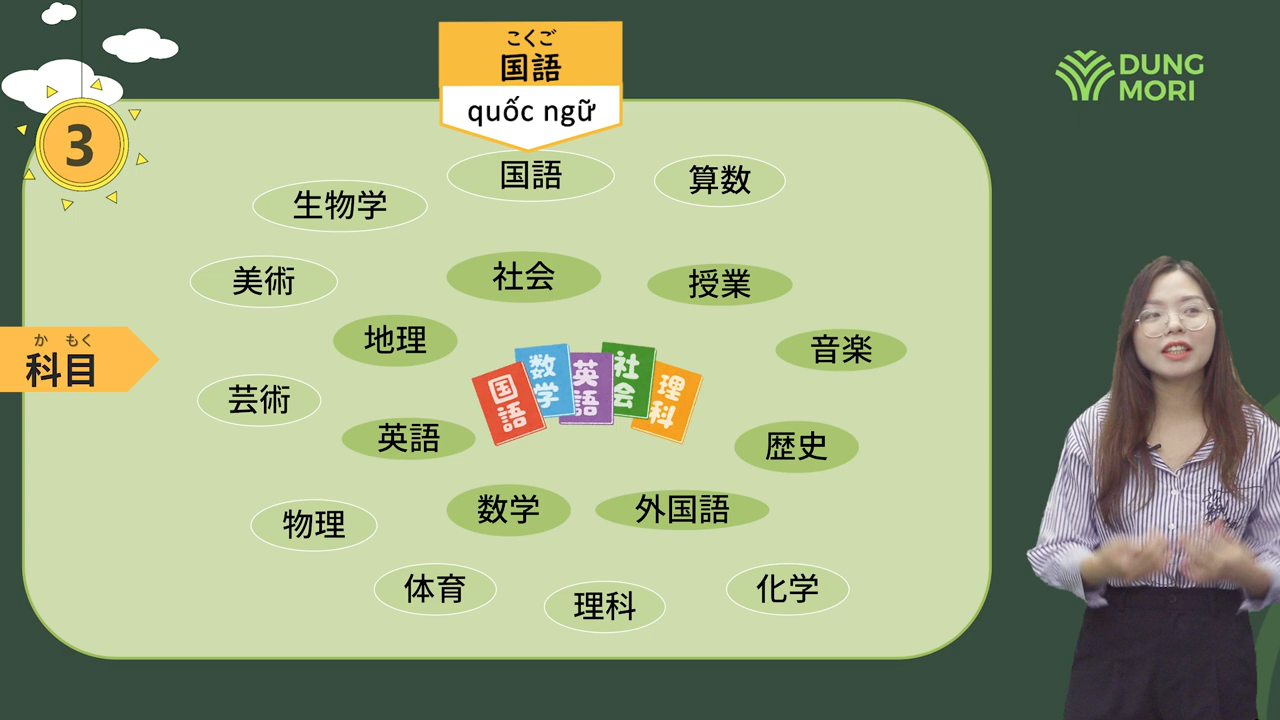 こくご
国語
quốc ngữ
DUNG
MORI
3
国語
算数
生物学
美術
社会
授業
地理
音楽
かもく
科目
国語
数学
英語
社会
理科
芸術
英語
歴史
数学
外国語
物理
体育
理科
化学